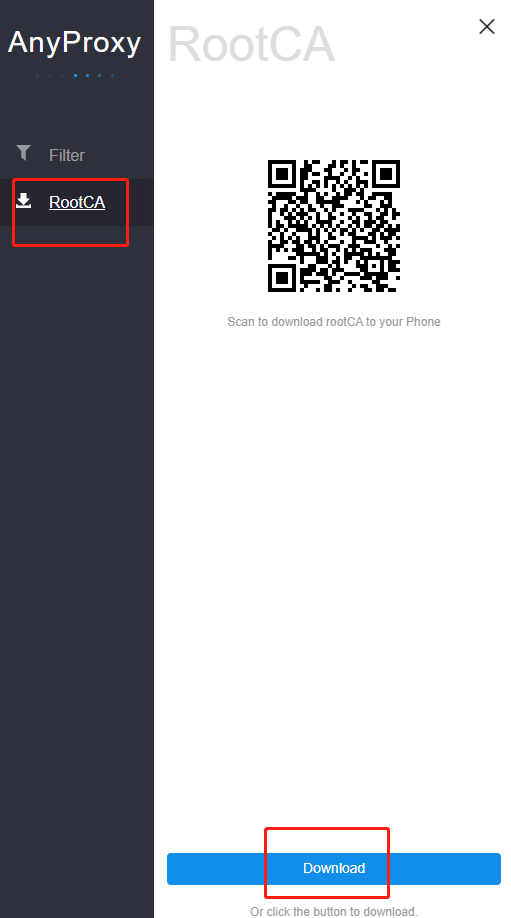 AnyProxy
Filter
RootCA
RootCA
Scan to download rootCA to your Phone
Download
Or click the button to download.